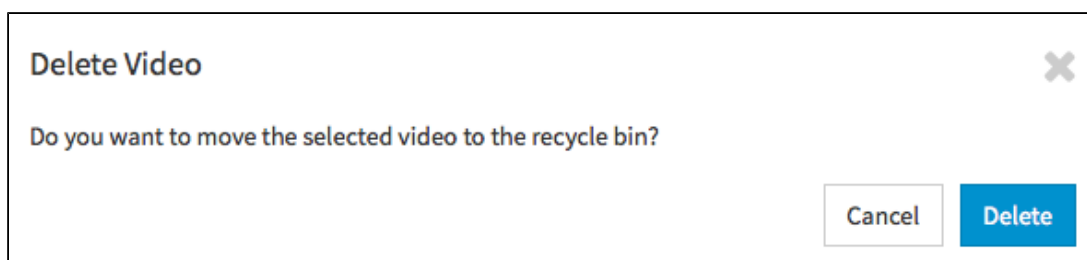 Delete Video
Do you want to move the selected video to the recycle bin?
Cancel
Delete